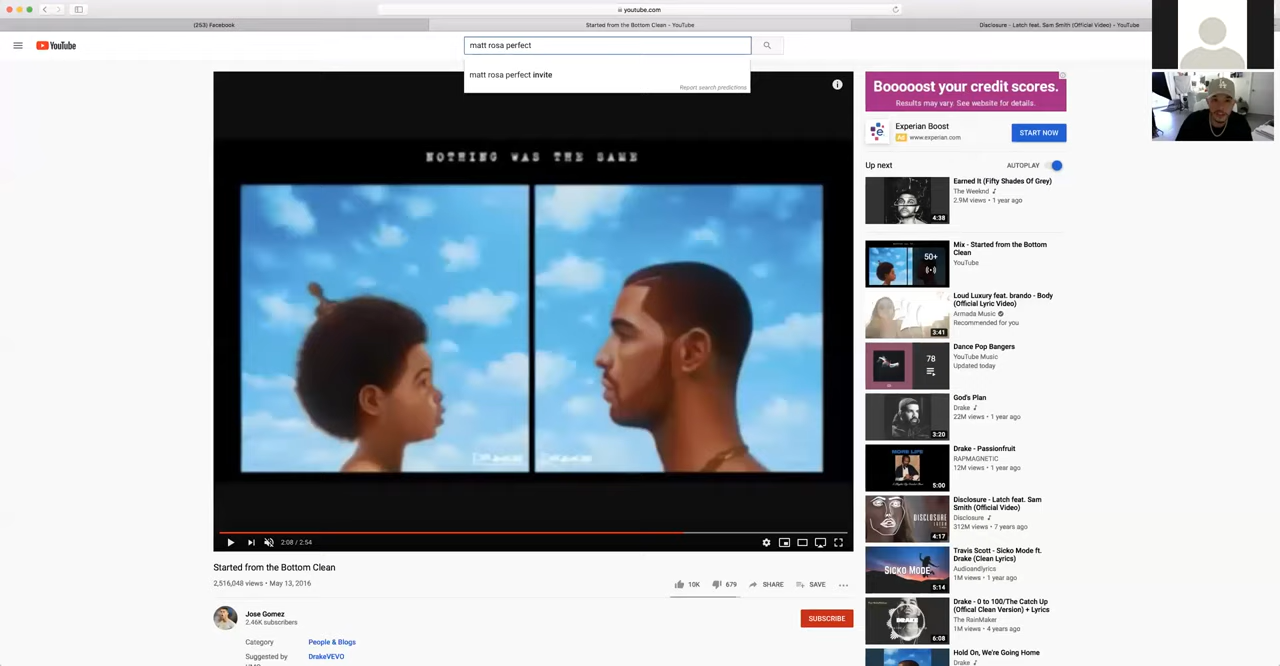 youtube.com
(253) Facebook
Started from the Bottom Clean - YouTube
Disclosure - Latch feat. Sam Smith (Official Video) - YouTube
YouTube
matt rosa perfect
matt rosa perfect invite
Report search predictions
NOTHING WAS THE SAME
2:08 / 2:54
Started from the Bottom Clean
2,516,048 views • May 13, 2016
10K
679
SHARE
SAVE
Jose Gomez
2.46K subscribers
SUBSCRIBE
Category
People & Blogs
Suggested by
DrakeVEVO
Booooost your credit scores.
Results may vary. See website for details.
Experian Boost
Ad
www.experian.com
START NOW
Up next
AUTOPLAY
4:38
Earned It (Fifty Shades Of Grey)
The Weeknd
2.9M views • 1 year ago
50+
Mix - Started from the Bottom
Clean
YouTube
3:41
Loud Luxury feat. brando - Body
(Official Lyric Video)
Armada Music
Recommended for you
78
Dance Pop Bangers
YouTube Music
Updated today
3:20
God's Plan
Drake
22M views • 1 year ago
MORE LIFE
5:00
Drake - Passionfruit
RAPMAGNETIC
12M views • 1 year ago
DISCLOSURE
LATCH
4:17
Disclosure - Latch feat. Sam
Smith (Official Video)
Disclosure
312M views • 7 years ago
SICKO MODE
5:14
Travis Scott - Sicko Mode ft.
Drake (Clean Lyrics)
Audioandlyrics
1M views • 1 year ago
DRAKE
6:08
Drake - 0 to 100/The Catch Up
(Offical Clean Version) + Lyrics
The RainMaker
1M views • 4 years ago
Hold On, We're Going Home
Drake
LA